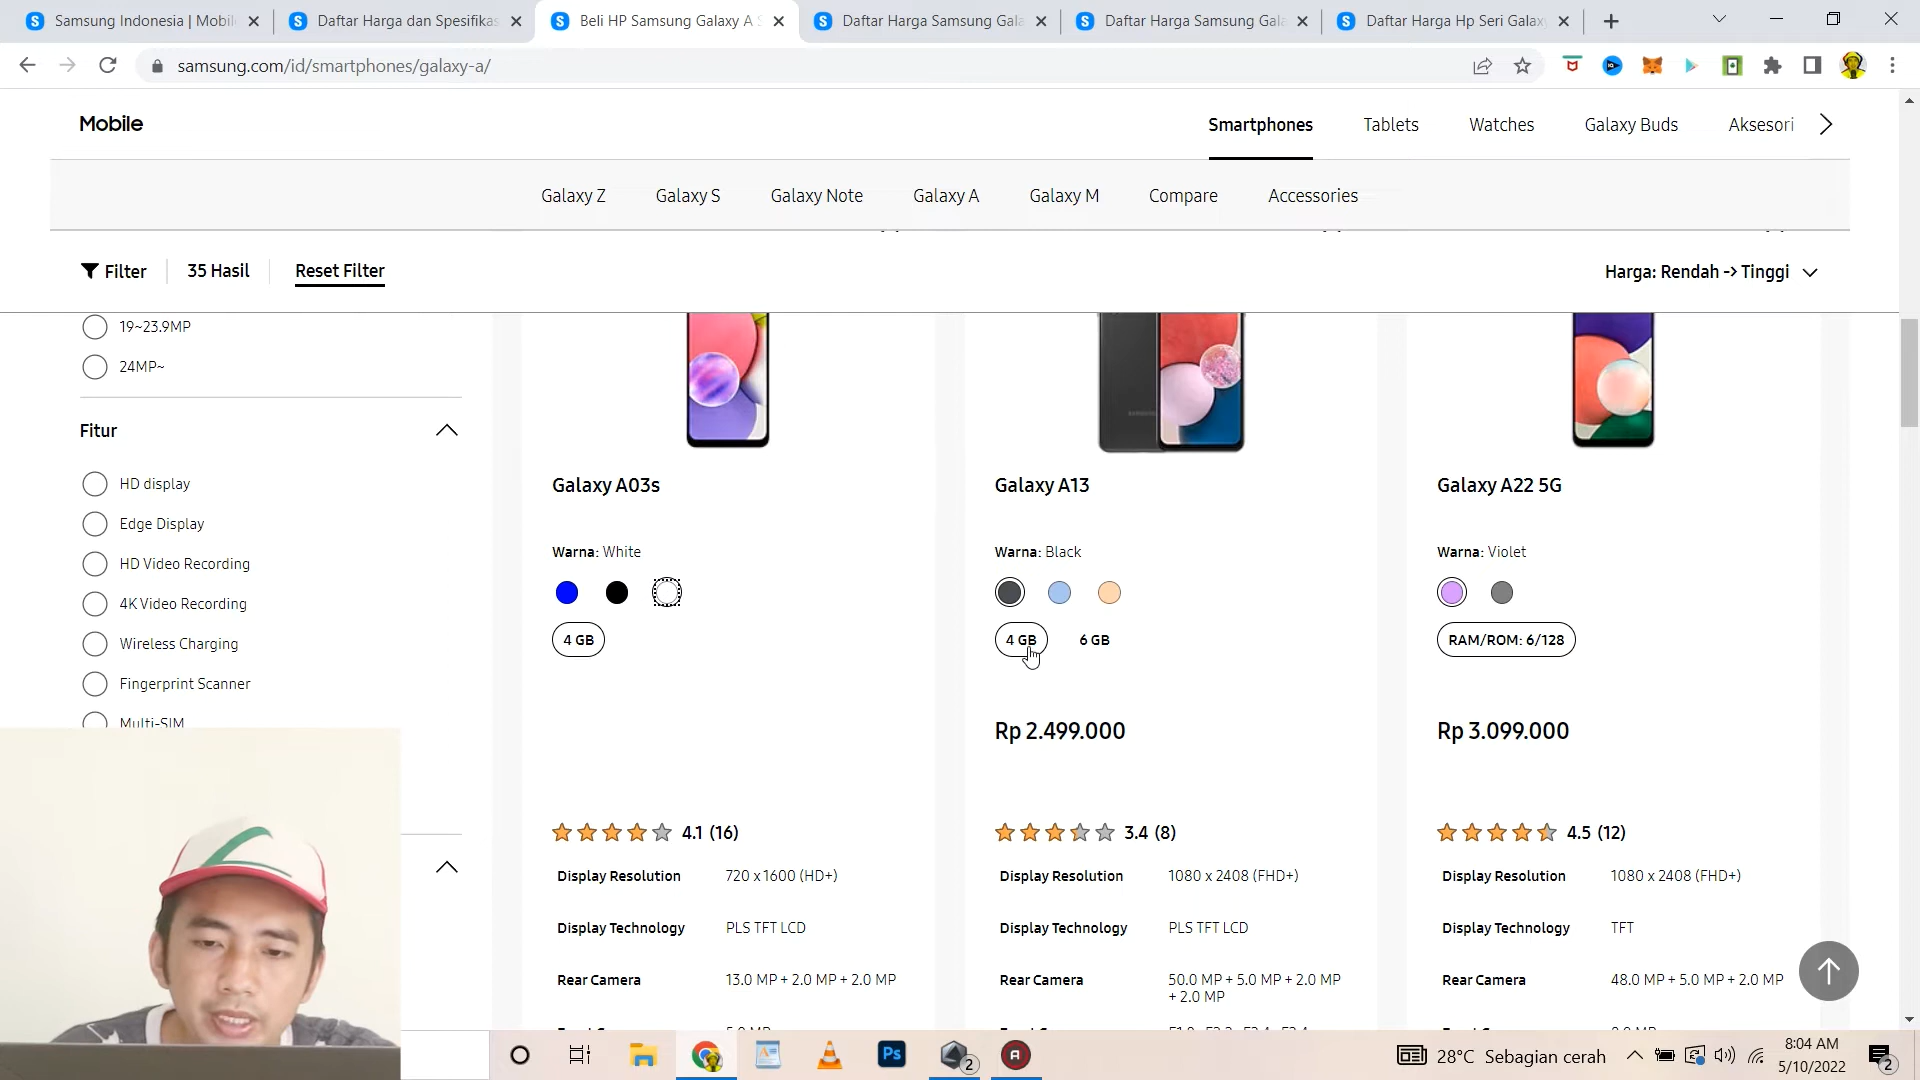 Samsung Indonesia | Mobil
Daftar Harga dan Spesifikas
Beli HP Samsung Galaxy A S
Daftar Harga Samsung Gala
Daftar Harga Samsung Gala
Daftar Harga Hp Seri Galaxy
samsung.com/id/smartphones/galaxy-a/
Mobile
Smartphones
Tablets
Watches
Galaxy Buds
Aksesori
Galaxy Z
Galaxy S
Galaxy Note
Galaxy A
Galaxy M
Compare
Accessories
Filter
35 Hasil
Reset Filter
Harga: Rendah -> Tinggi
19~23.9MP
24MP~
Fitur
HD display
Edge Display
HD Video Recording
4K Video Recording
Wireless Charging
Fingerprint Scanner
Multi-SIM
Galaxy A03s
Warna: White
4 GB
4.1 (16)
Display Resolution 720 x 1600 (HD+)
Display Technology PLS TFT LCD
Rear Camera 13.0 MP + 2.0 MP + 2.0 MP
Galaxy A13
Warna: Black
4 GB 6 GB
Rp 2.499.000
3.4 (8)
Display Resolution 1080 x 2408 (FHD+)
Display Technology PLS TFT LCD
Rear Camera 50.0 MP + 5.0 MP + 2.0 MP
+ 2.0 MP
Galaxy A22 5G
Warna: Violet
RAM/ROM: 6/128
Rp 3.099.000
4.5 (12)
Display Resolution 1080 x 2408 (FHD+)
Display Technology TFT
Rear Camera 48.0 MP + 5.0 MP + 2.0 MP
Ps
2
A
28°C Sebagian cerah
8:04 AM
5/10/2022
2